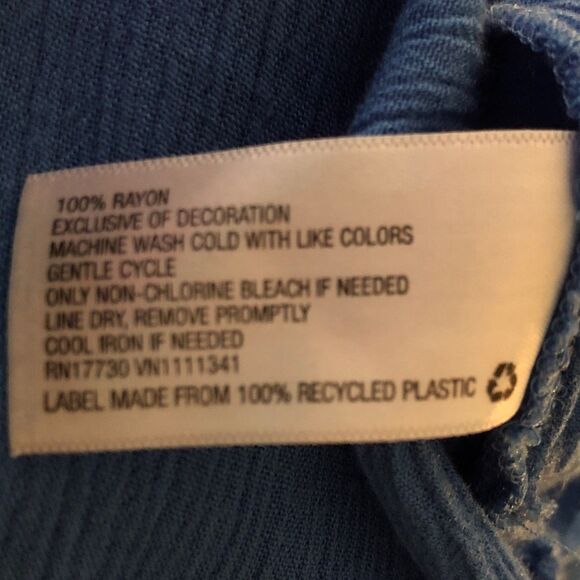 100% RAYON
EXCLUSIVE OF DECORATION
MACHINE WASH COLD WITH LIKE COLORS
GENTLE CYCLE
ONLY NON-CHLORINE BLEACH IF NEEDED
LINE DRY, REMOVE PROMPTLY
COOL IRON IF NEEDED
RN17730 VN1111341
LABEL MADE FROM 100% RECYCLED PLASTIC